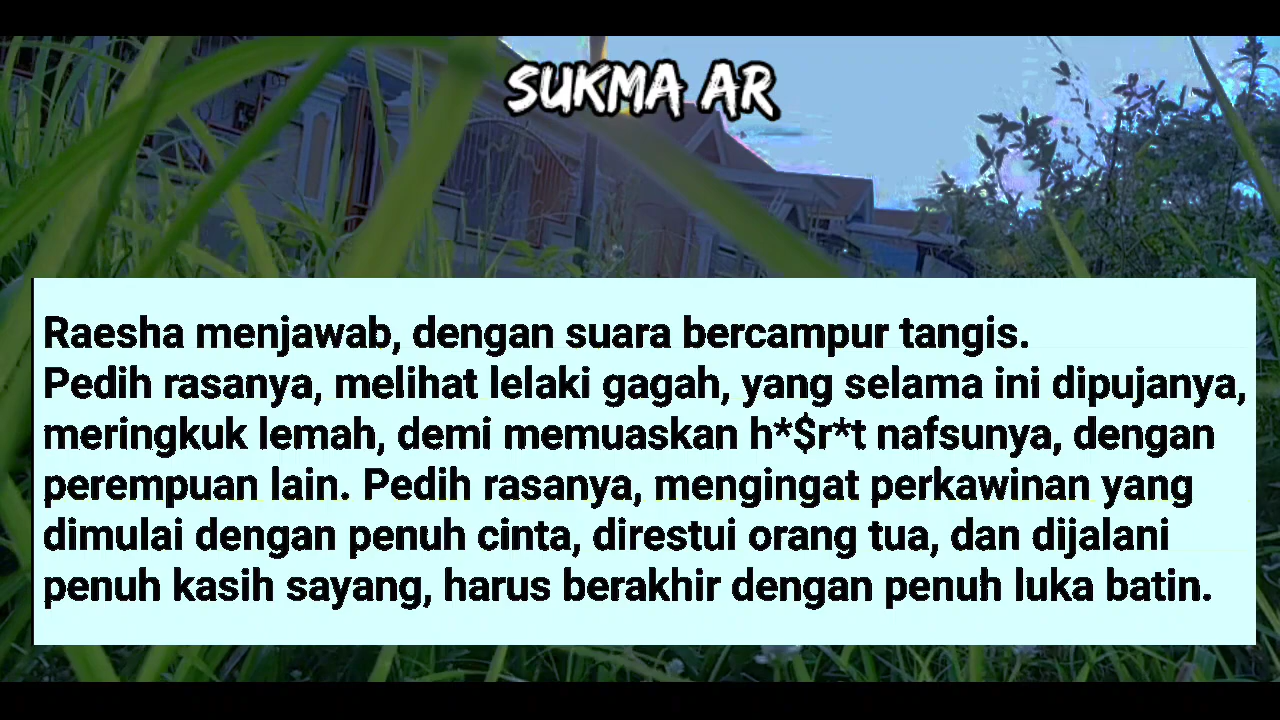 SUKMA AR
Raesha menjawab, dengan suara bercampur tangis.
Pedih rasanya, melihat lelaki gagah, yang selama ini dipujanya,
meringkuk lemah, demi memuaskan h*$r*t nafsunya, dengan
perempuan lain. Pedih rasanya, mengingat perkawinan yang
dimulai dengan penuh cinta, direstui orang tua, dan dijalani
penuh kasih sayang, harus berakhir dengan penuh luka batin.